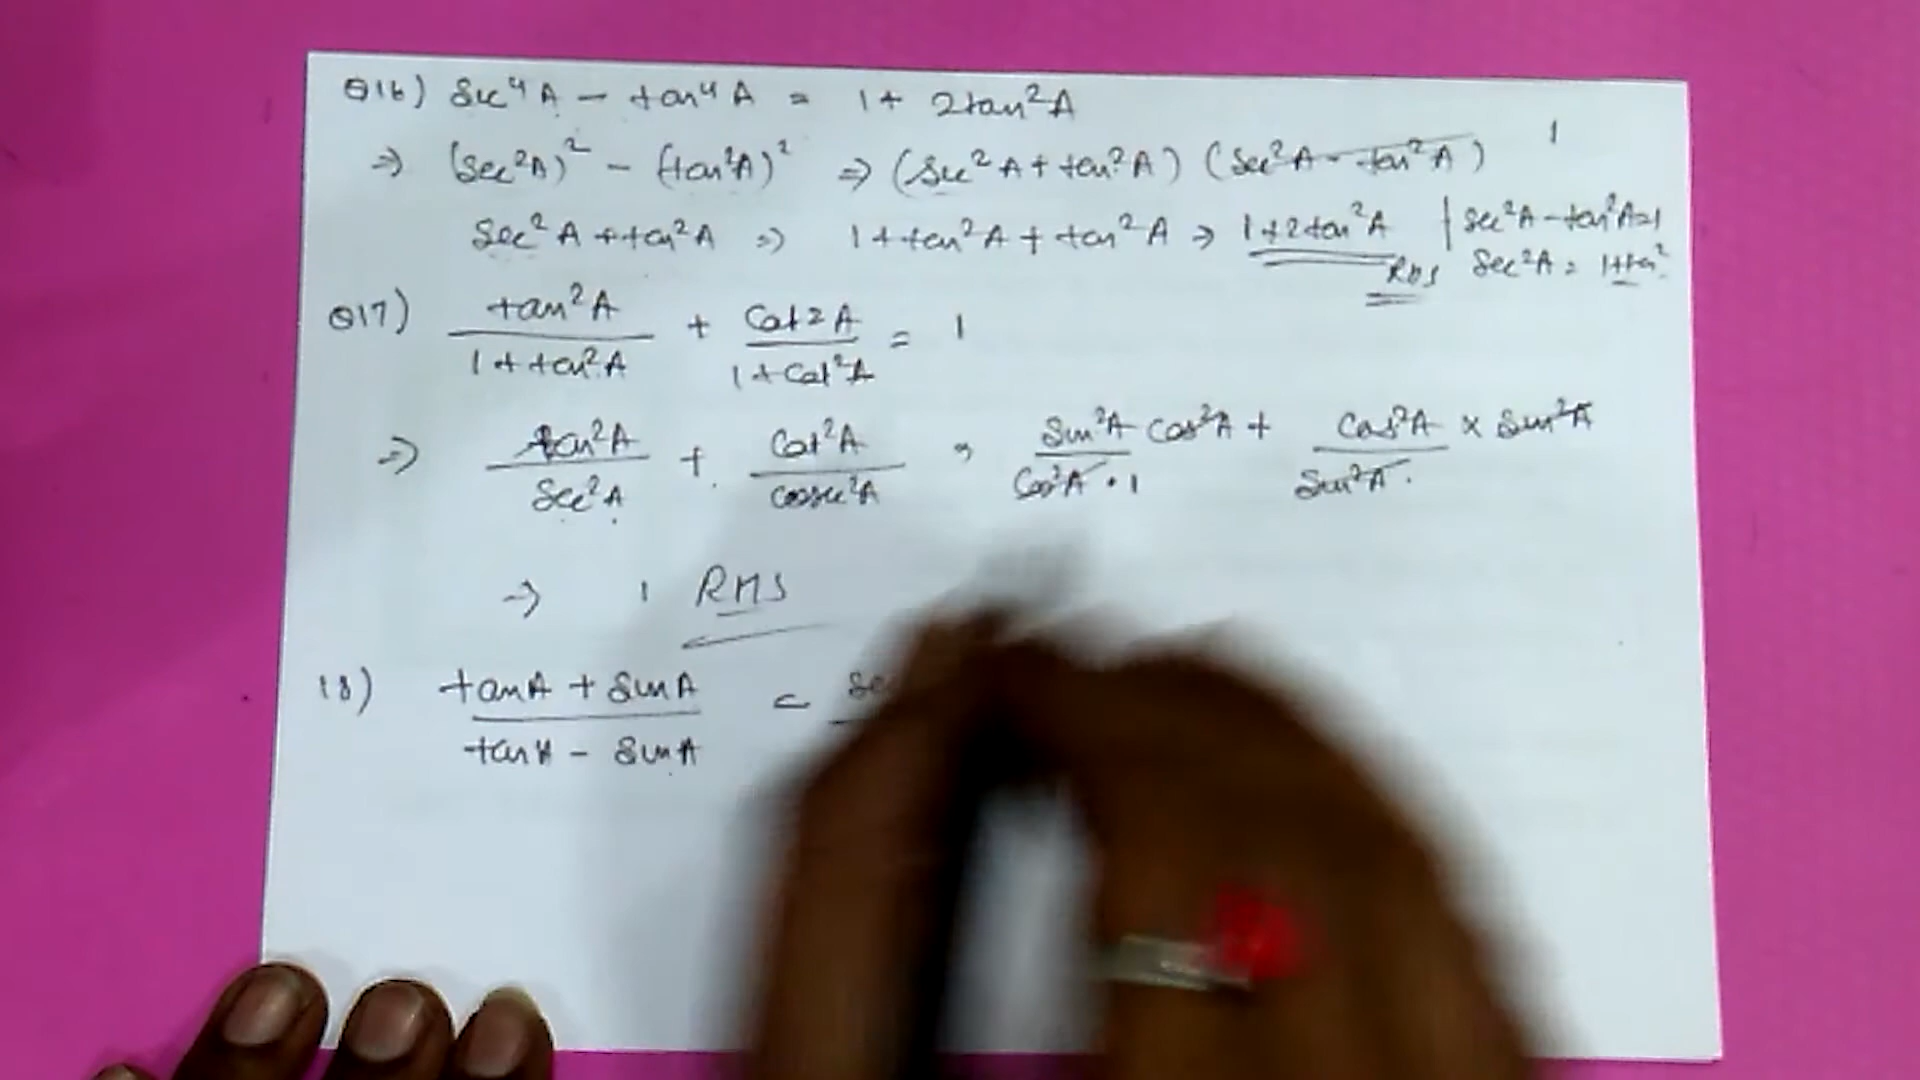 Q16) Sec⁴A - tan⁴A = 1 + 2tan²A
⇒ (Sec²A)² - (tan²A)² ⇒ (Sec²A + tan²A) (Sec²A - tan²A) 1
Sec²A + tan²A ⇒ 1 + tan²A + tan²A → 1+2tan²A | Sec²A - tan²A=1
RHS Sec²A = 1+tan²
Q17) tan²A / 1 + tan²A + Cot2A / 1 + Cot²A = 1
⇒ tan²A / Sec²A + Cot²A / cosec²A = Sin²A / Cos²A · 1 Cos²A + Cos²A / Sin²A · × Sin²A
→ 1 RHS
18) tanA + SinA / tanA - SinA =